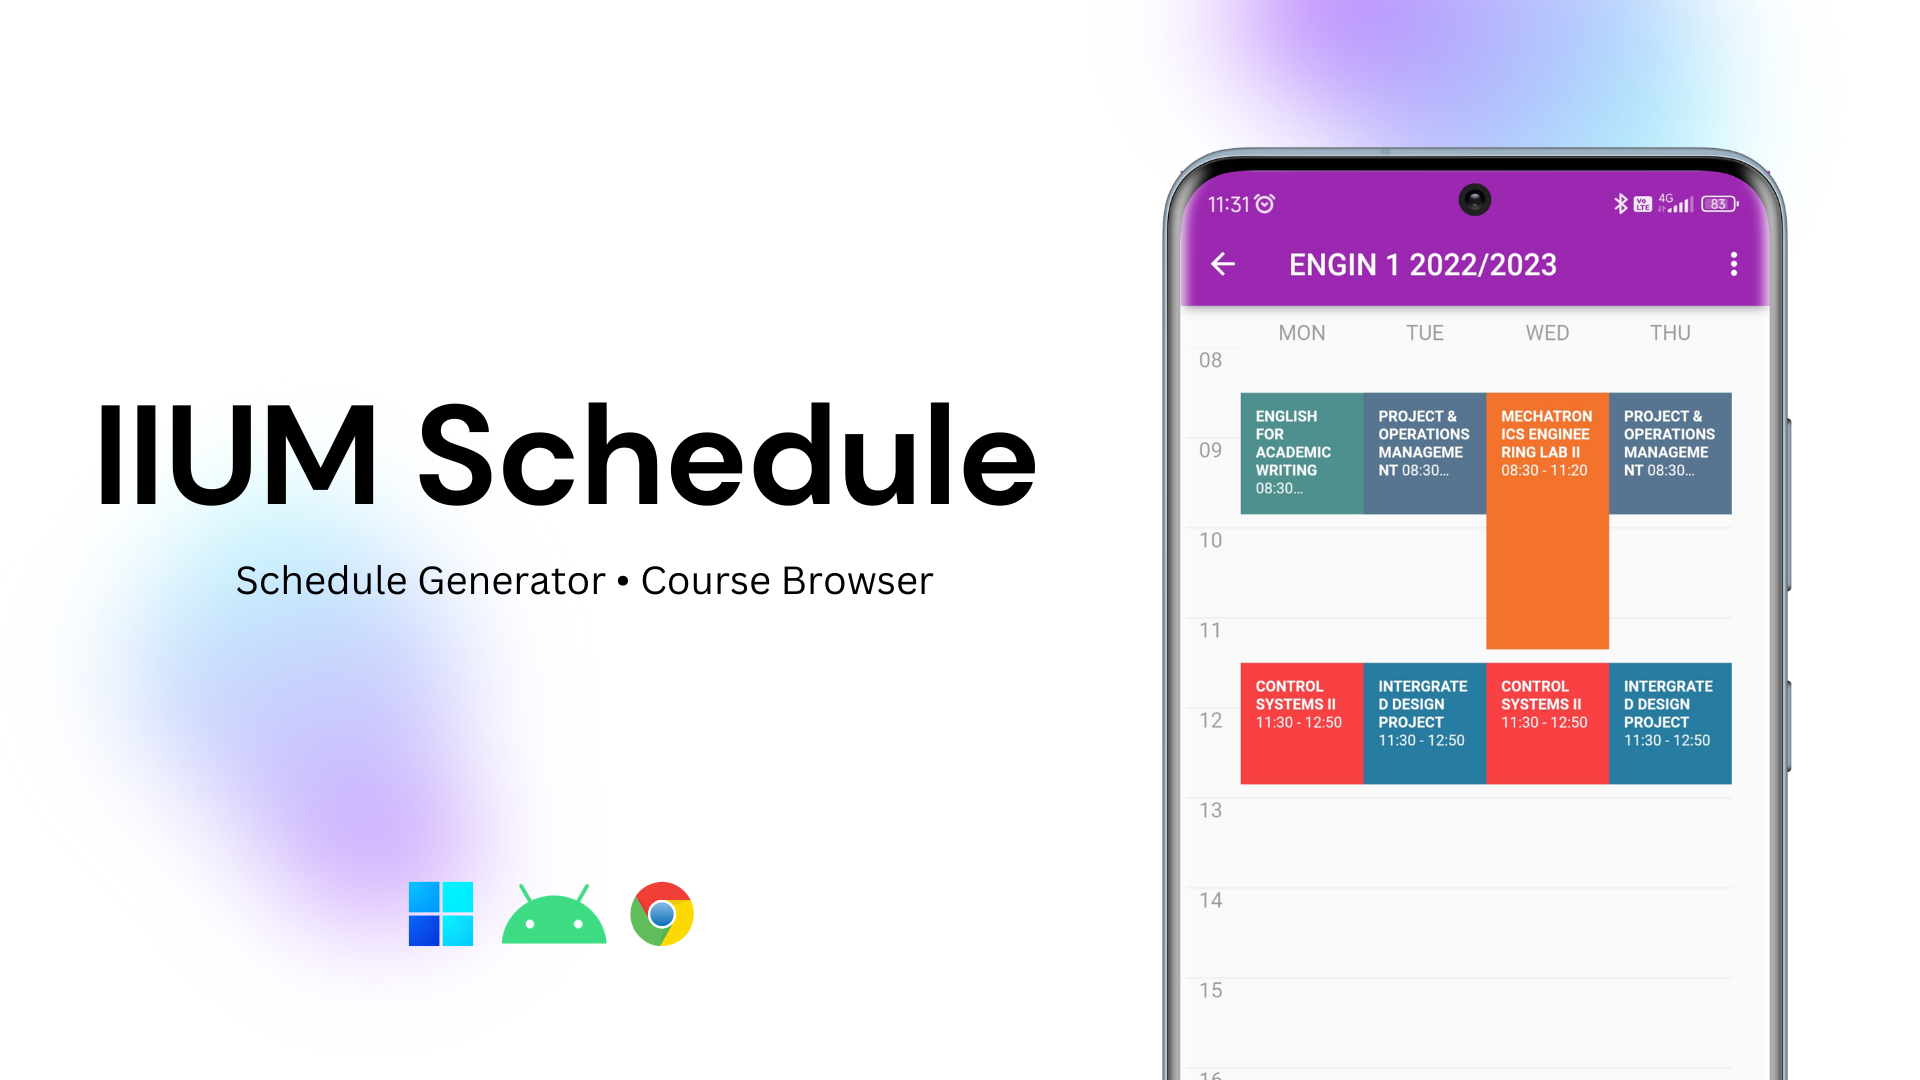 IIUM Schedule
Schedule Generator • Course Browser
11:31
Vo
LTE
4G
83
ENGIN 1 2022/2023
MON TUE WED THU
08
ENGLISH
FOR
ACADEMIC
WRITING
08:30...
PROJECT &
OPERATIONS
MANAGEME
NT 08:30...
MECHATRON
ICS ENGINEE
RING LAB II
08:30 - 11:20
PROJECT &
OPERATIONS
MANAGEME
NT 08:30...
09
10
11
CONTROL
SYSTEMS II
11:30 - 12:50
INTERGRATE
D DESIGN
PROJECT
11:30 - 12:50
CONTROL
SYSTEMS II
11:30 - 12:50
INTERGRATE
D DESIGN
PROJECT
11:30 - 12:50
12
13
14
15
16